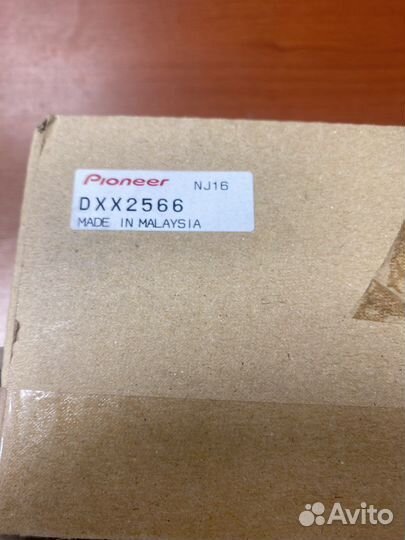 Pioneer NJ16
DXX2566
MADE IN MALAYSIA
Avito